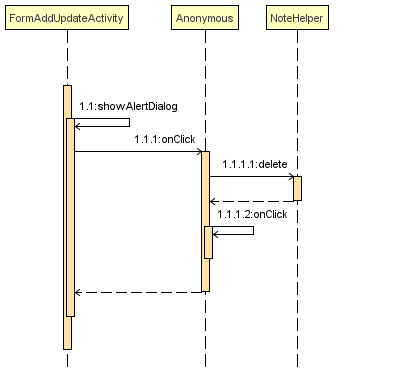 FormAddUpdateActivity
Anonymous
NoteHelper
1.1:showAlertDialog
1.1.1:onClick
1.1.1.1:delete
1.1.1.2:onClick